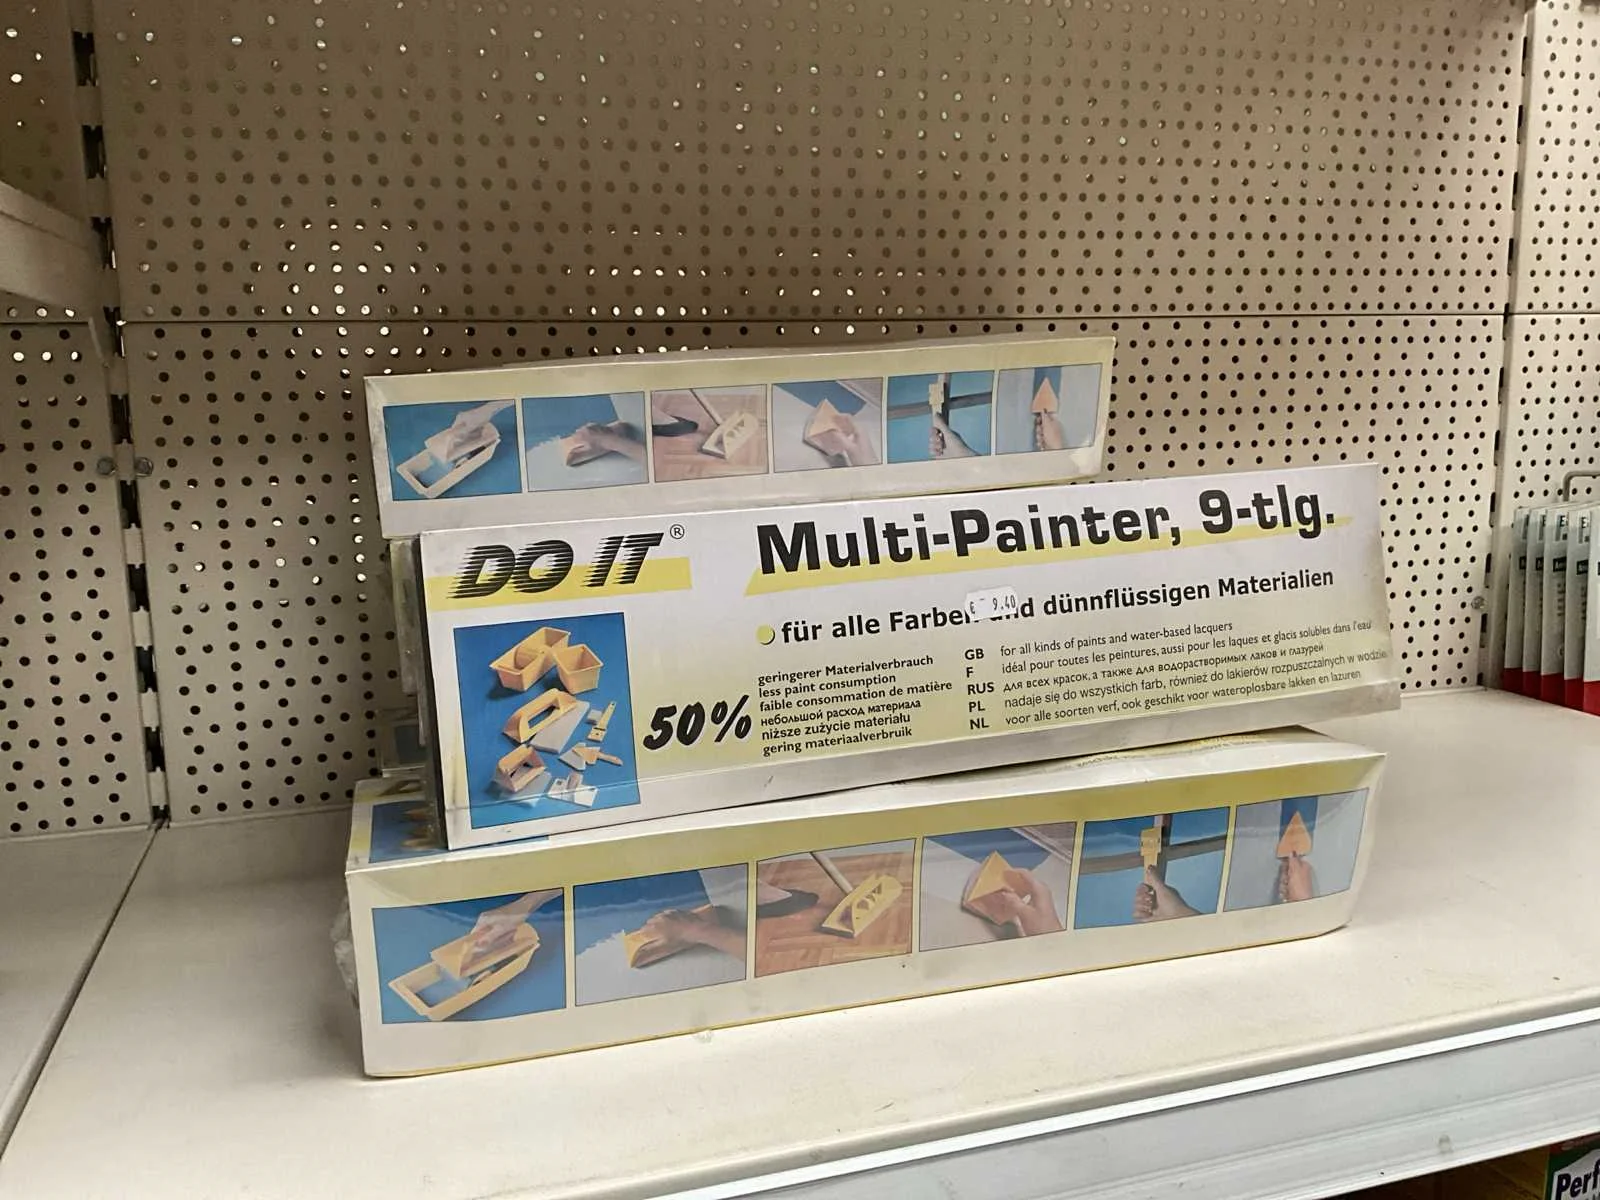 DO IT®
Multi-Painter, 9-tlg.
für alle Farben und dünnflüssigen Materialien
€ 9.40
50%
geringerer Materialverbrauch
less paint consumption
faible consommation de matière
небольшой расход материала
niższe zużycie materiału
gering materiaalverbruik
GB for all kinds of paints and water-based lacquers
F idéal pour toutes les peintures, aussi pour les laques et glacis solubles dans l'eau
RUS для всех красок, а также для водорастворимых лаков и глазурей
PL nadaje się do wszystkich farb, również do lakierów rozpuszczalnych w wodzie
NL voor alle soorten verf, ook geschikt voor wateroplosbare lakken en lazuren
Perf